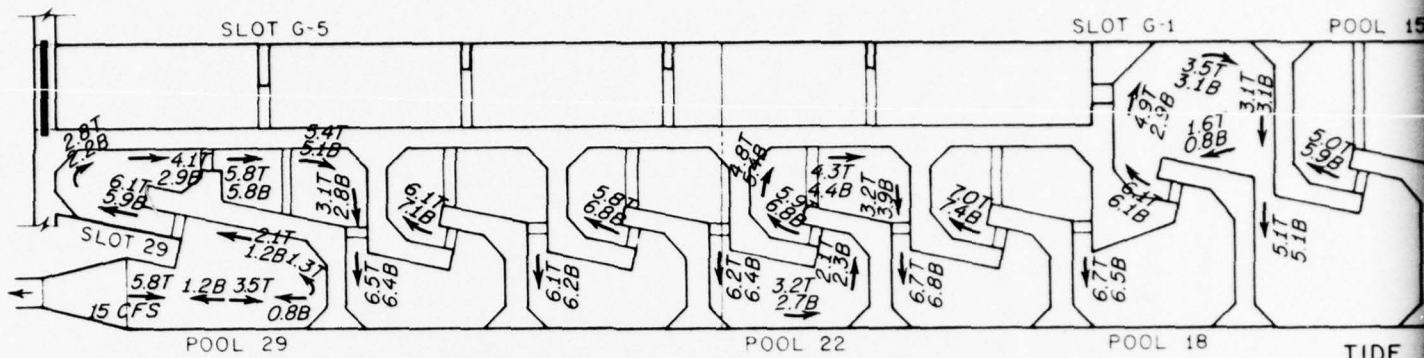 SLOT G-5
SLOT G-1
POOL 15
2.8T
2.2B
4.1T
2.9B
5.8T
5.8B
5.4T
5.1B
3.1T
2.8B
6.1T
5.9B
SLOT 29
2.1T
1.2B
1.3T
0.8B
5.8T
1.2B
3.5T
15 CFS
6.5T
6.4B
6.1T
7.1B
6.1T
6.2B
5.8T
6.8B
6.2T
6.4B
4.8T
4.3T
4.4B
3.2T
3.9B
2.1T
2.3B
3.2T
2.7B
6.7T
6.8B
7.0T
7.4B
6.7T
6.5B
6.1T
6.1B
4.9T
2.9B
3.5T
3.1B
3.1T
3.1B
1.6T
0.8B
5.1T
5.1B
5.0T
5.9B
POOL 29
POOL 22
POOL 18
TIDE